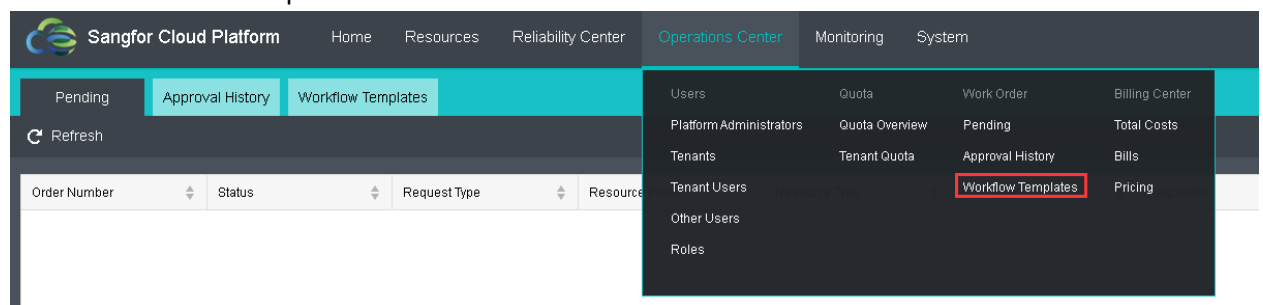 Sangfor Cloud Platform Home Resources Reliability Center Operations Center Monitoring System
Pending Approval History Workflow Templates
Users Quota Work Order Billing Center
Refresh
Platform Administrators Quota Overview Pending Total Costs
Tenants Tenant Quota Approval History Bills
Order Number Status Request Type Resource
Tenant Users Workflow Templates Pricing
Other Users
Roles